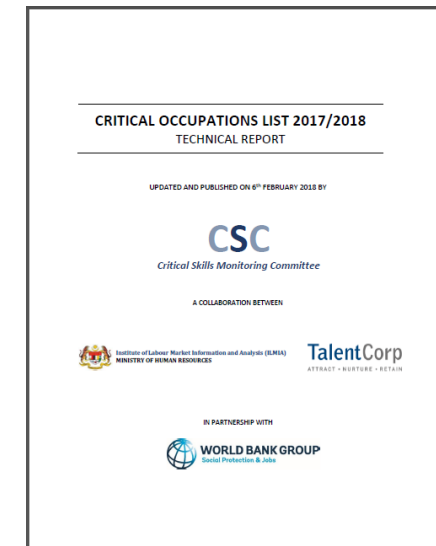 CRITICAL OCCUPATIONS LIST 2017/2018
TECHNICAL REPORT
UPDATED AND PUBLISHED ON 6th FEBRUARY 2018 BY
CSC
Critical Skills Monitoring Committee
A COLLABORATION BETWEEN
Institute of Labour Market Information and Analysis (ILMIA)
MINISTRY OF HUMAN RESOURCES
TalentCorp
ATTRACT • NURTURE • RETAIN
IN PARTNERSHIP WITH
WORLD BANK GROUP
Social Protection & Jobs